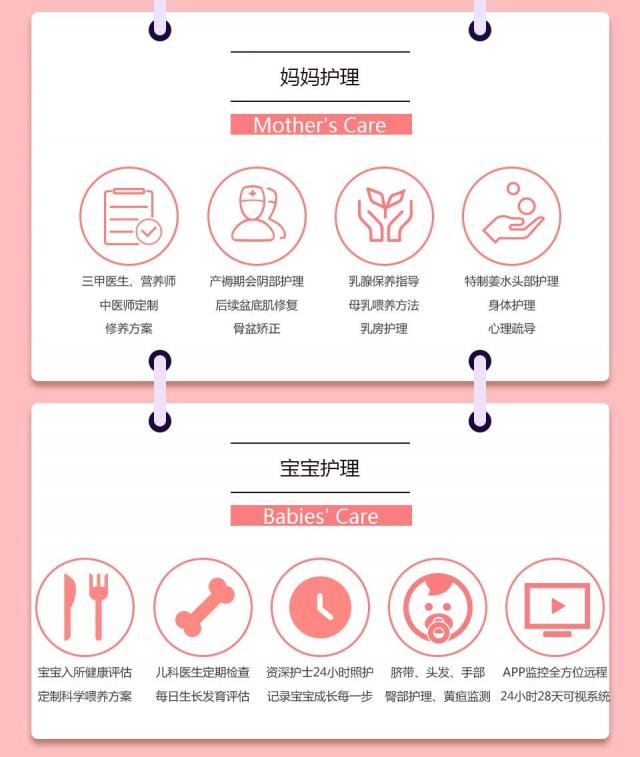 妈妈护理
Mother's Care
三甲医生、营养师
中医师定制
修养方案
产褥期会阴部护理
后续盆底肌修复
骨盆矫正
乳腺保养指导
母乳喂养方法
乳房护理
特制姜水头部护理
身体护理
心理疏导
宝宝护理
Babies' Care
宝宝入所健康评估
定制科学喂养方案
儿科医生定期检查
每日生长发育评估
资深护士24小时照护
记录宝宝成长每一步
脐带、头发、手部
臀部护理、黄疸监测
APP监控全方位远程
24小时28天可视系统